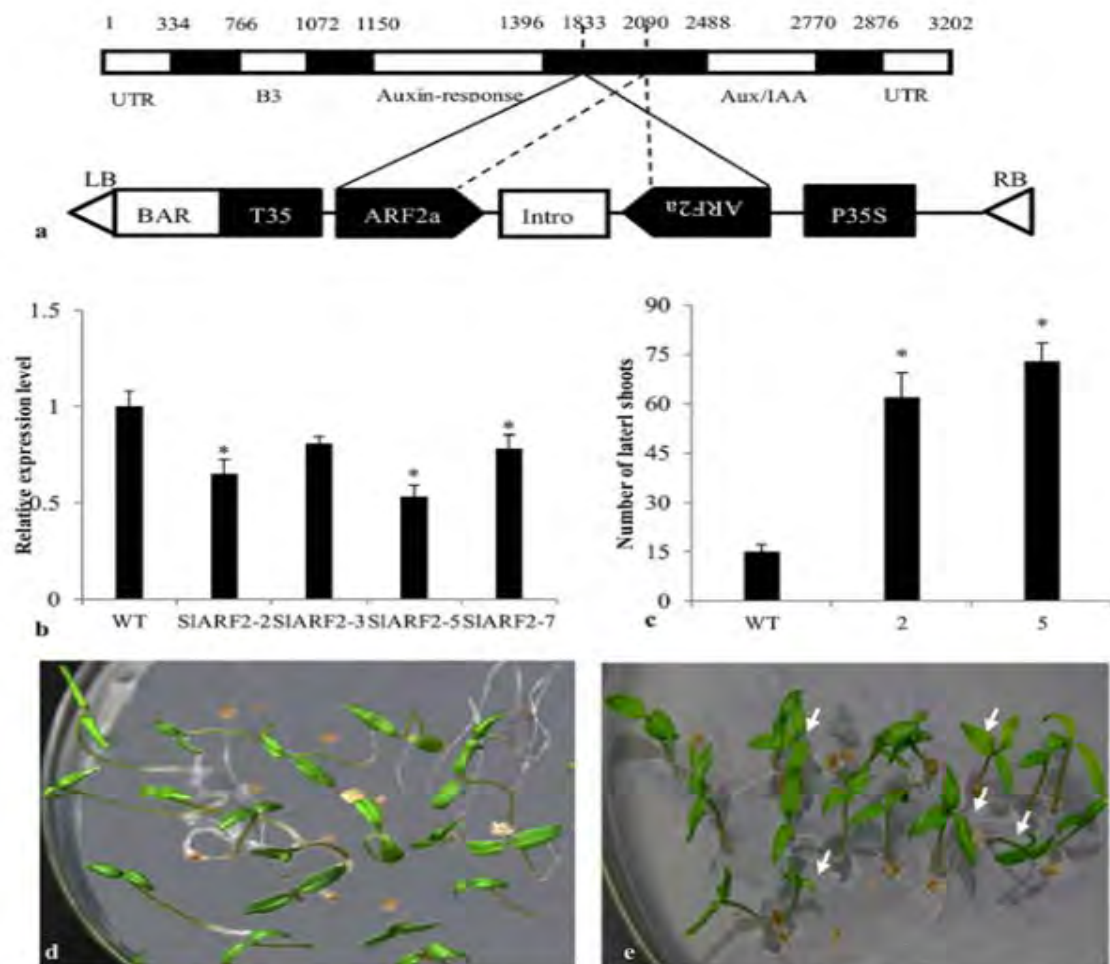 1 334 766 1072 1150 1396 1833 2090 2488 2770 2876 3202
UTR B3 Auxin-response Aux/IAA UTR
LB RB
BAR T35 ARF2a Intro ARF2a P35S
a
1.5
1
0.5
0
Relative expression level
* * *
WT SlARF2-2 SlARF2-3 SlARF2-5 SlARF2-7
b
90
75
60
45
30
15
0
Number of laterl shoots
* *
WT 2 5
c
d
e